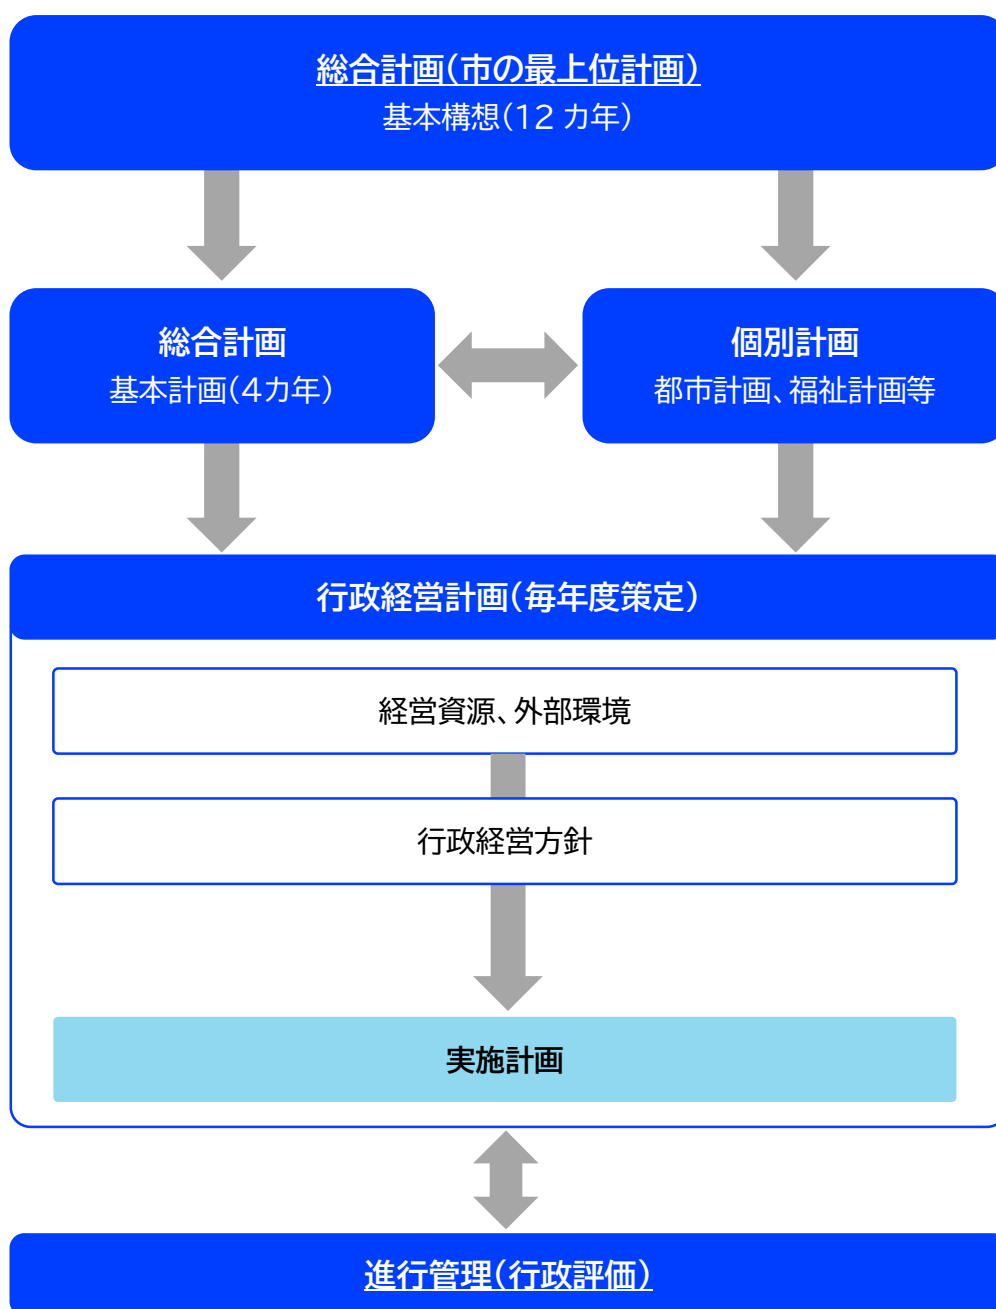 総合計画(市の最上位計画)
基本構想(12 カ年)
総合計画
基本計画(4カ年)
個別計画
都市計画、福祉計画等
行政経営計画(毎年度策定)
経営資源、外部環境
行政経営方針
実施計画
進行管理(行政評価)